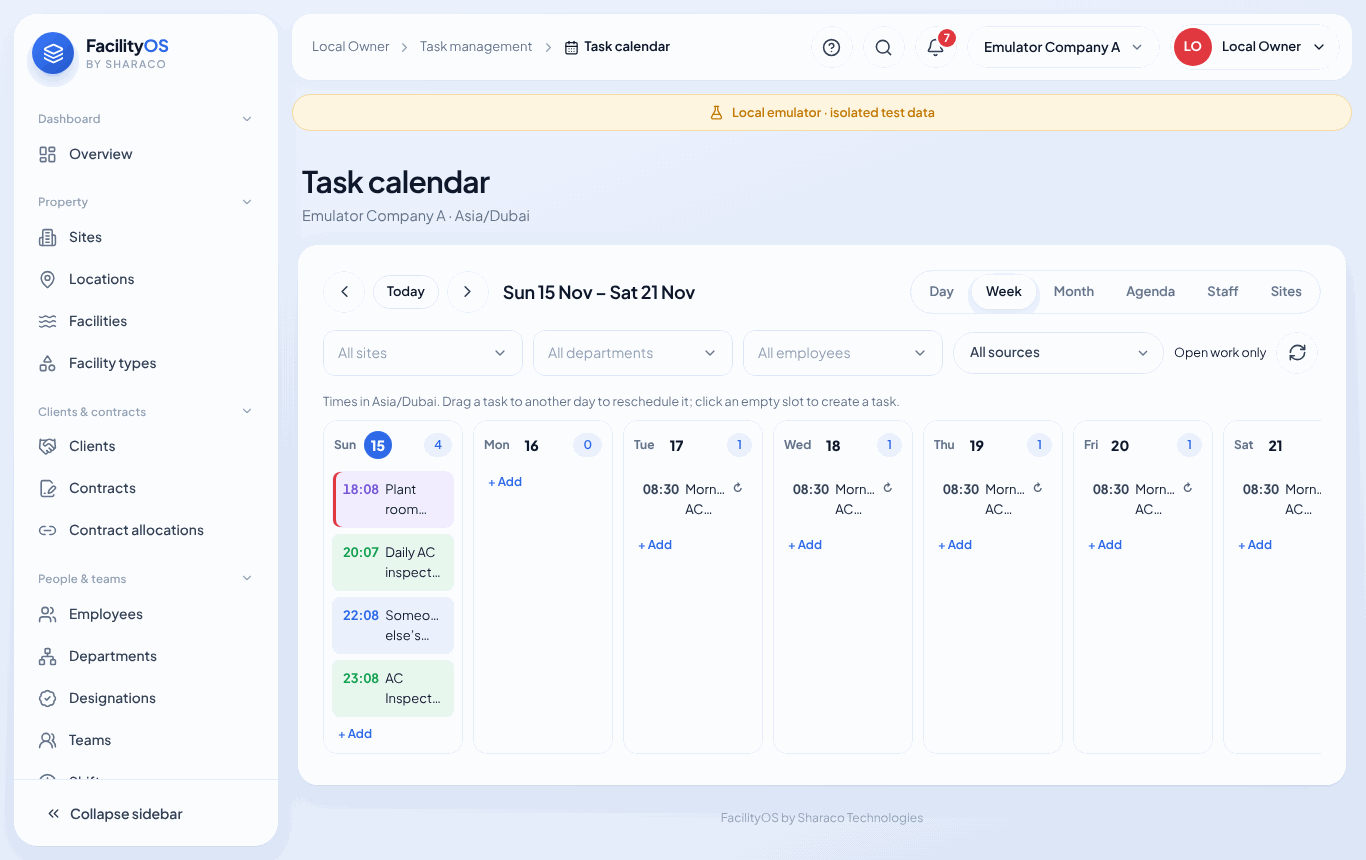 FacilityOS
BY SHARACO
Dashboard
Overview
Property
Sites
Locations
Facilities
Facility types
Clients & contracts
Clients
Contracts
Contract allocations
People & teams
Employees
Departments
Designations
Teams
Collapse sidebar
Local Owner > Task management > Task calendar
7
Emulator Company A
LO Local Owner
Local emulator · isolated test data
Task calendar
Emulator Company A · Asia/Dubai
Today
Sun 15 Nov – Sat 21 Nov
Day Week Month Agenda Staff Sites
All sites All departments All employees All sources Open work only
Times in Asia/Dubai. Drag a task to another day to reschedule it; click an empty slot to create a task.
Sun 15 4
18:08 Plant
room…
20:07 Daily AC
inspect…
22:08 Someo…
else's…
23:08 AC
Inspect…
+ Add
Mon 16 0
+ Add
Tue 17 1
08:30 Morn… ↻
AC…
+ Add
Wed 18 1
08:30 Morn… ↻
AC…
+ Add
Thu 19 1
08:30 Morn… ↻
AC…
+ Add
Fri 20 1
08:30 Morn… ↻
AC…
+ Add
Sat 21
08:30 Morn…
AC…
+ Add
FacilityOS by Sharaco Technologies